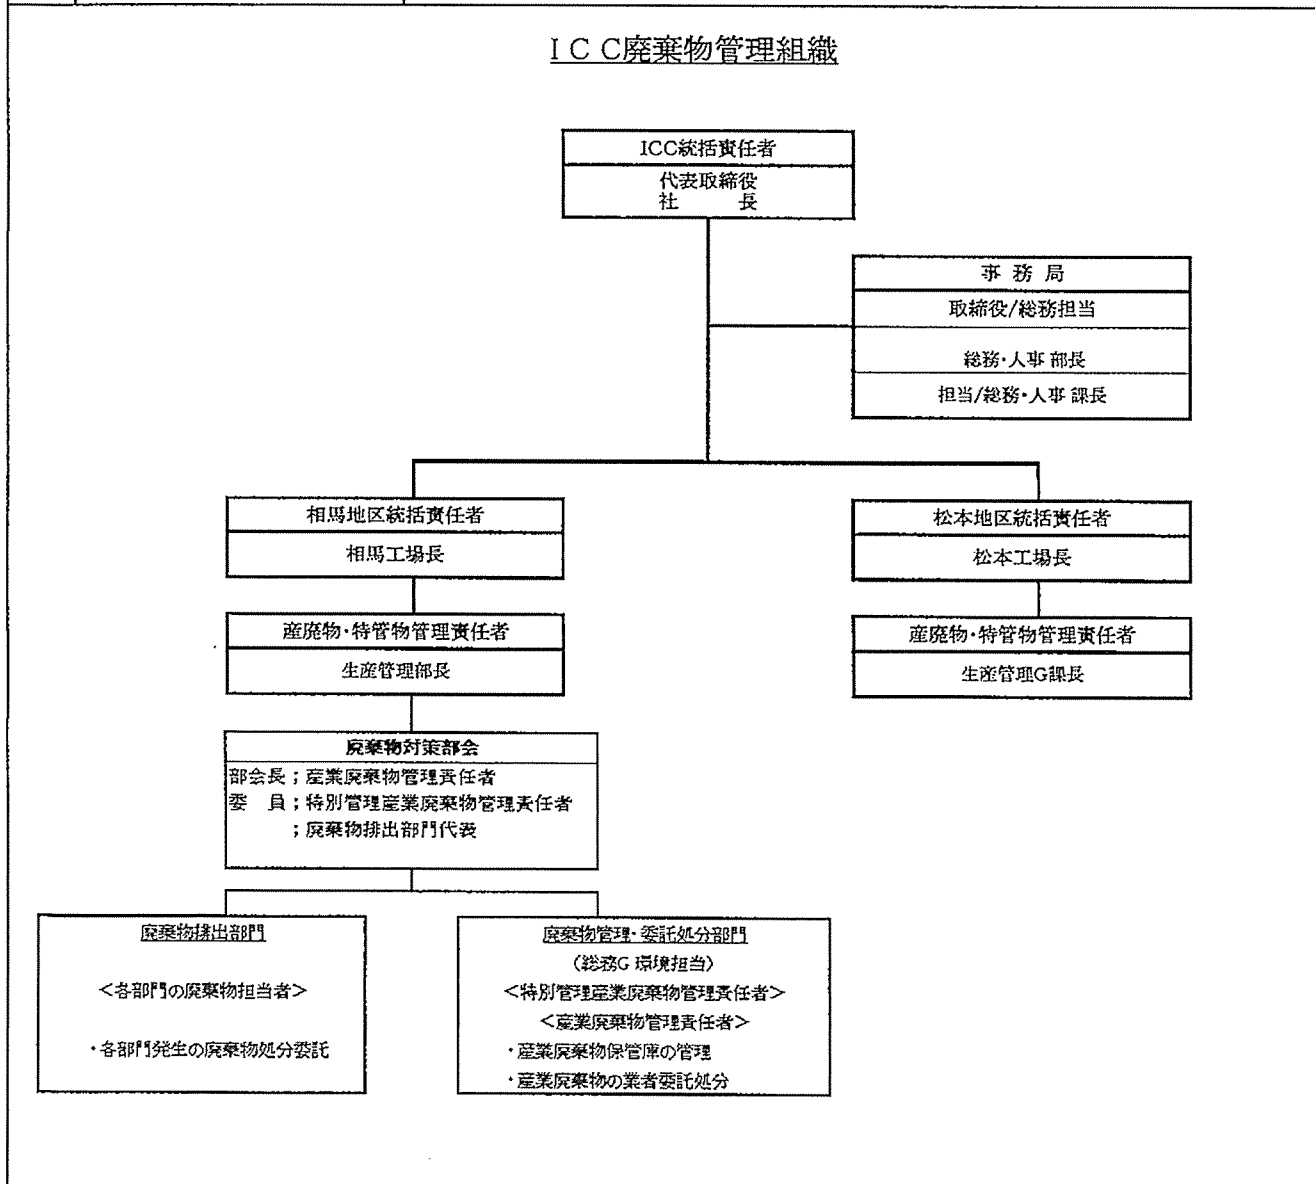 ICC廃棄物管理組織
ICC統括責任者
代表取締役
社　　　長
事 務 局
取締役/総務担当
総務・人事 部長
担当/総務・人事 課長
相馬地区統括責任者
相馬工場長
松本地区統括責任者
松本工場長
産廃物・特管物管理責任者
生産管理部長
産廃物・特管物管理責任者
生産管理G課長
廃棄物対策部会
部会長；産業廃棄物管理責任者
委　員；特別管理産業廃棄物管理責任者
；廃棄物排出部門代表
廃棄物排出部門
＜各部門の廃棄物担当者＞
・各部門発生の廃棄物処分委託
廃棄物管理・委託処分部門
（総務G 環境担当）
＜特別管理産業廃棄物管理責任者＞
＜産業廃棄物管理責任者＞
・産業廃棄物保管庫の管理
・産業廃棄物の業者委託処分